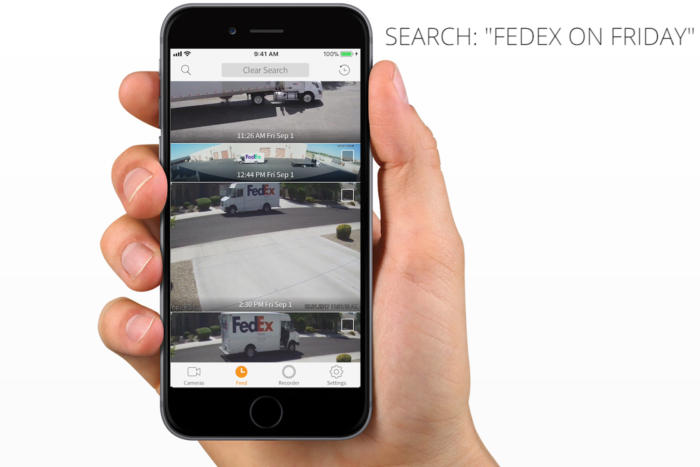 SEARCH: "FEDEX ON FRIDAY"
9:41 AM
100%
Clear Search
11:26 AM Fri Sep 1
FedEx
12:44 PM Fri Sep 1
FedEx
2:30 PM Fri Sep 1
FedEx
Cameras
Feed
Recorder
Settings